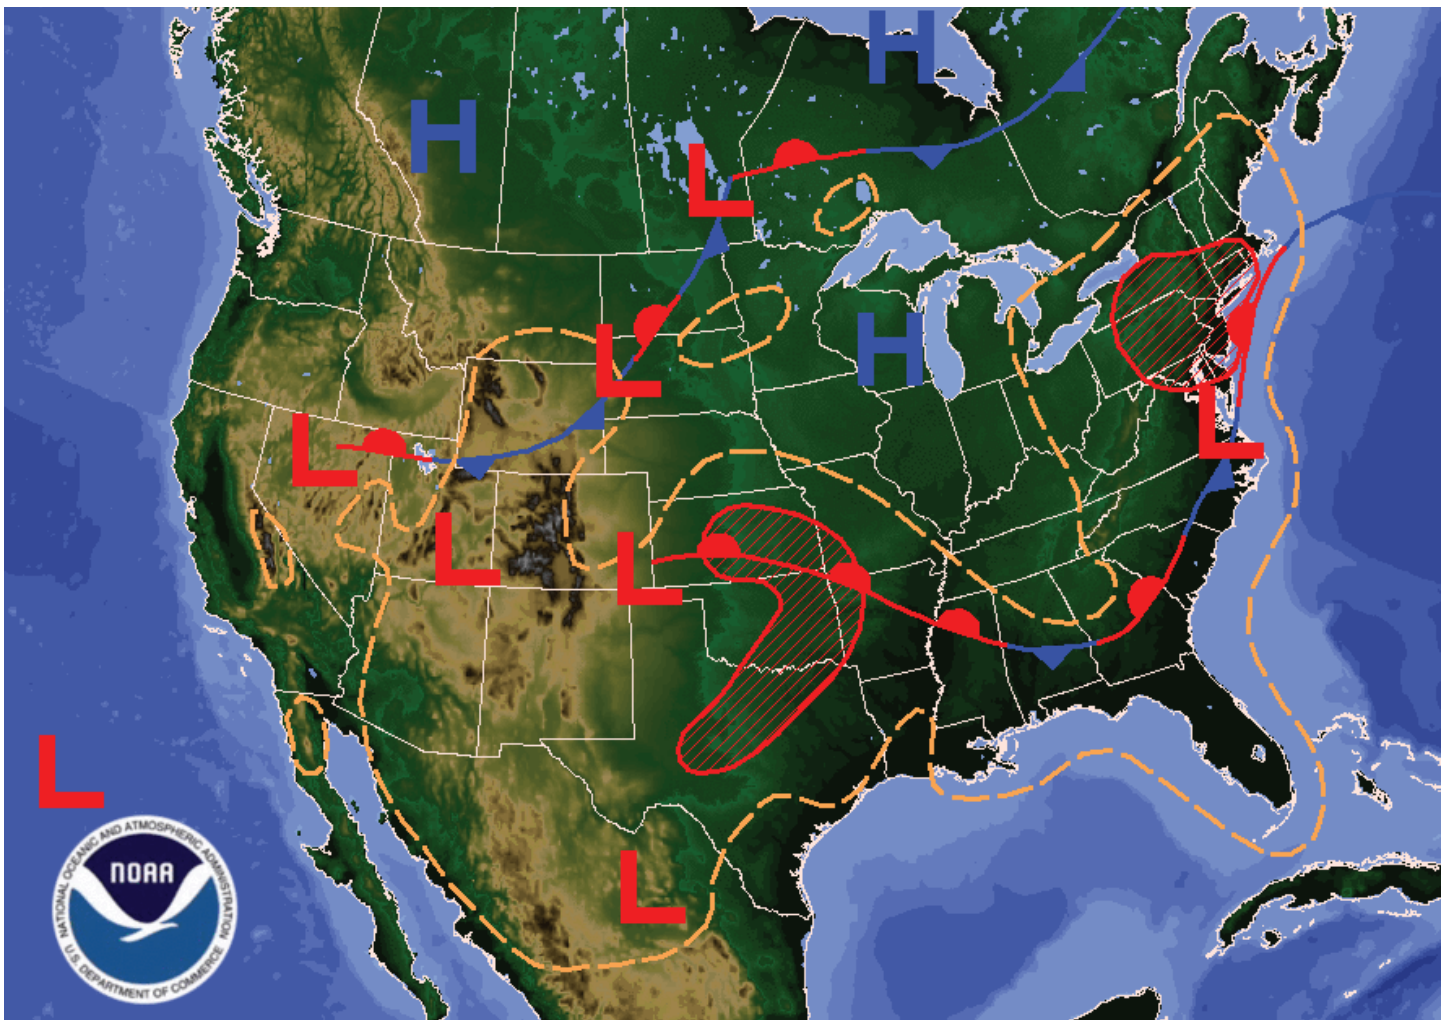 H
H
L
H
L
L
L
L
L
L
L
NATIONAL OCEANIC AND ATMOSPHERIC ADMINISTRATION
NOAA
U.S. DEPARTMENT OF COMMERCE